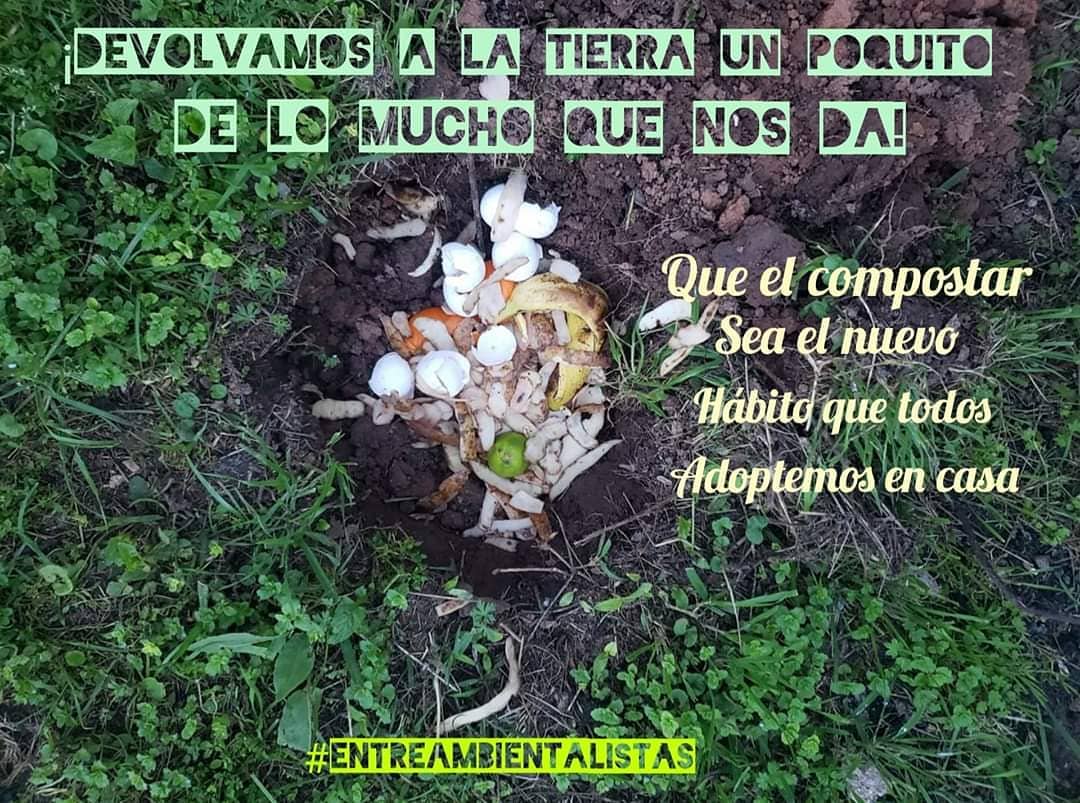 ¡DEVOLVAMOS A LA TIERRA UN POQUITO
DE LO MUCHO QUE NOS DA!
Que el compostar
Sea el nuevo
Hábito que todos
Adoptemos en casa
#ENTREAMBIENTALISTAS